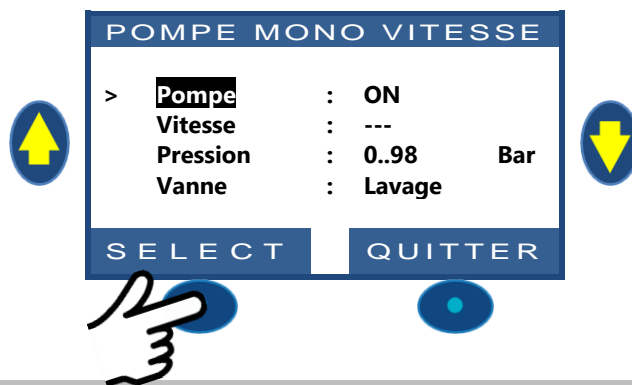 POMPE MONO VITESSE
> Pompe : ON
Vitesse : ---
Pression : 0..98 Bar
Vanne : Lavage
SELECT QUITTER